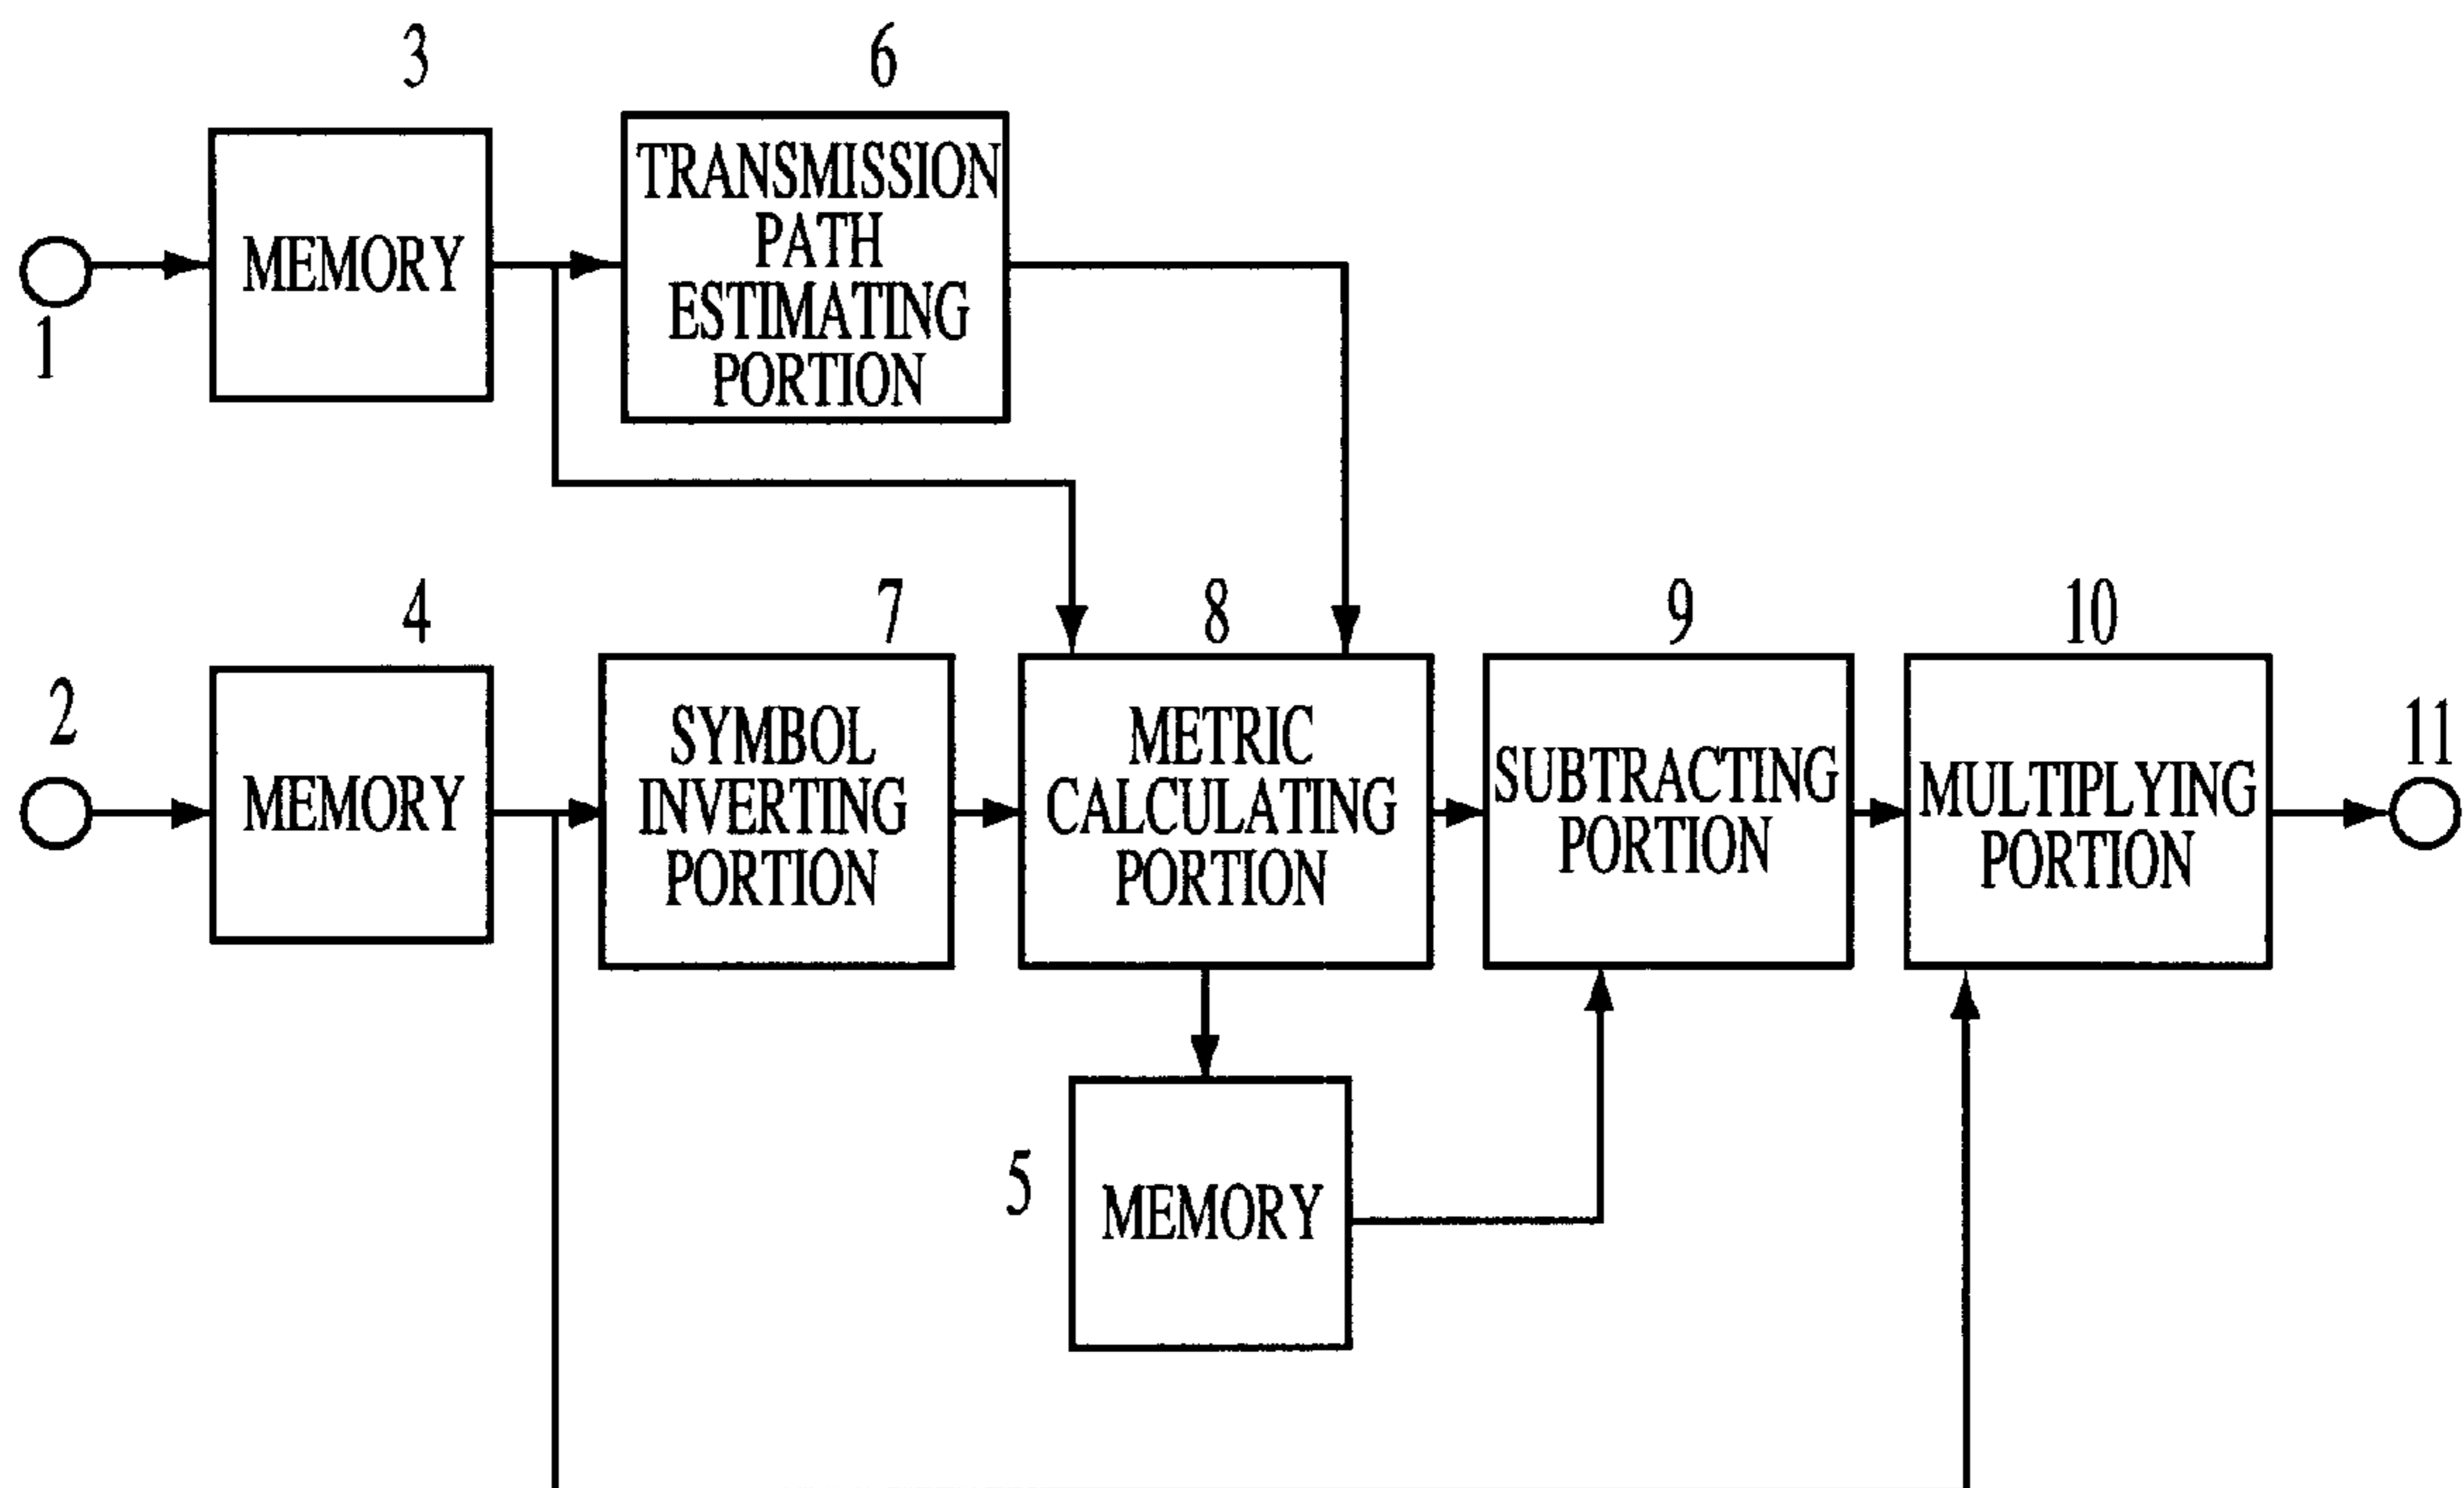 3
6
MEMORY
TRANSMISSION
PATH
ESTIMATING
PORTION
1
4
7
8
9
10
2
11
MEMORY
SYMBOL
INVERTING
PORTION
METRIC
CALCULATING
PORTION
SUBTRACTING
PORTION
MULTIPLYING
PORTION
5
MEMORY